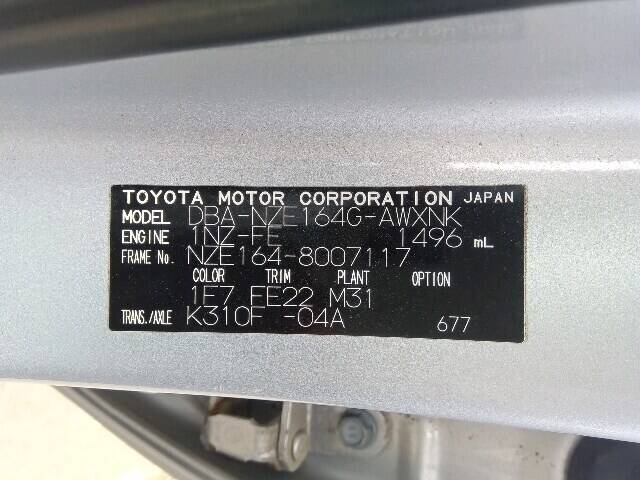 TOYOTA MOTOR CORPORATION JAPAN
MODEL DBA-NZE164G-AWXNK
ENGINE 1NZ-FE 1496 mL
FRAME No. NZE164-8007117
COLOR TRIM PLANT OPTION
1E7 FE22 M31
TRANS./AXLE K310F -04A 677